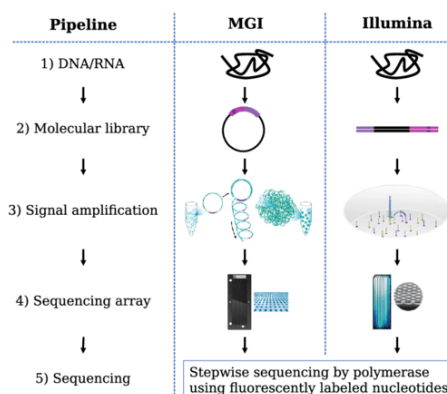 Pipeline
MGI
Illumina
1) DNA/RNA
2) Molecular library
3) Signal amplification
4) Sequencing array
5) Sequencing
Stepwise sequencing by polymerase
using fluorescently labeled nucleotides